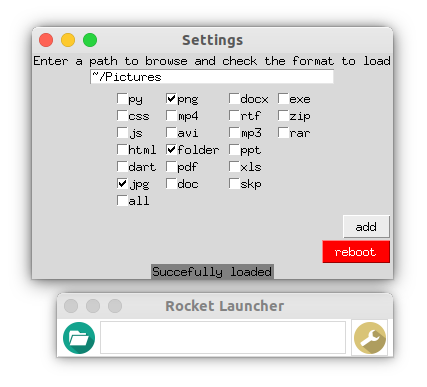 Settings
Enter a path to browse and check the format to load
~/Pictures
py png docx exe
css mp4 rtf zip
js avi mp3 rar
html folder ppt
dart pdf xls
jpg doc skp
all
add
reboot
Succefully loaded
Rocket Launcher